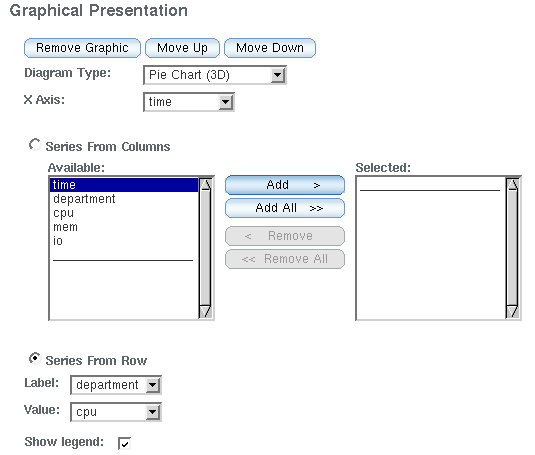 Graphical Presentation
Remove Graphic Move Up Move Down
Diagram Type: Pie Chart (3D)
X Axis: time
Series From Columns
Available: Selected:
time
department
cpu
mem
io
Add >
Add All >>
< Remove
<< Remove All
Series From Row
Label: department
Value: cpu
Show legend: